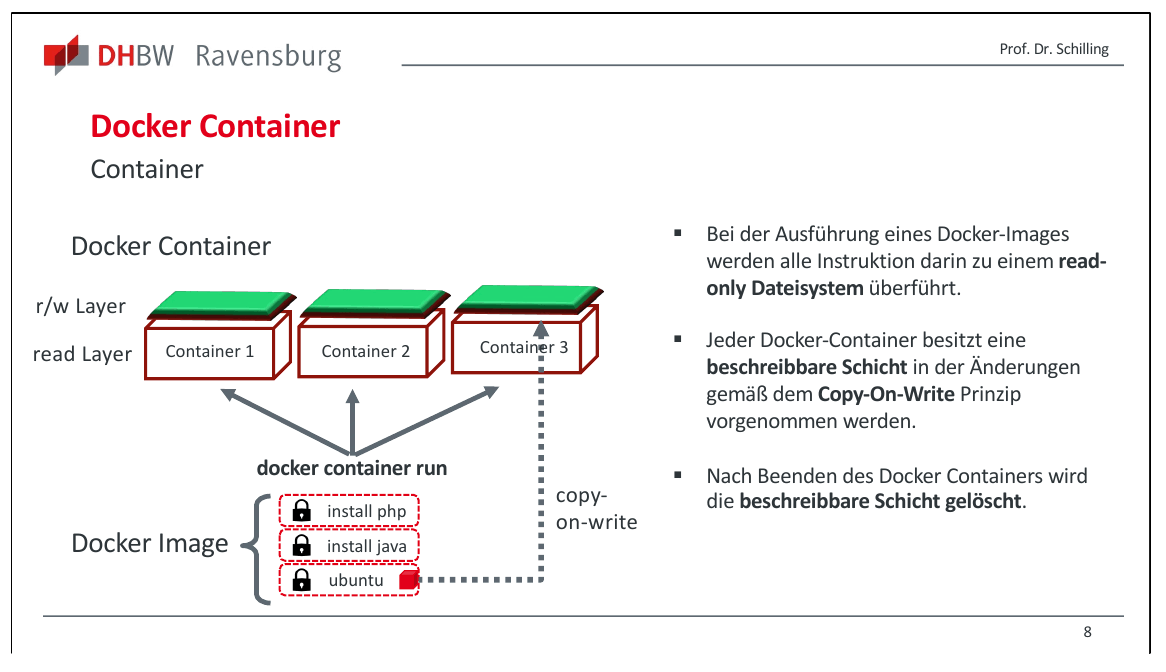 DHBW Ravensburg
Prof. Dr. Schilling
Docker Container
Container
Docker Container
r/w Layer
read Layer
Container 1
Container 2
Container 3
docker container run
Docker Image
install php
install java
ubuntu
copy-
on-write
▪ Bei der Ausführung eines Docker-Images
werden alle Instruktion darin zu einem read-
only Dateisystem überführt.
▪ Jeder Docker-Container besitzt eine
beschreibbare Schicht in der Änderungen
gemäß dem Copy-On-Write Prinzip
vorgenommen werden.
▪ Nach Beenden des Docker Containers wird
die beschreibbare Schicht gelöscht.
8